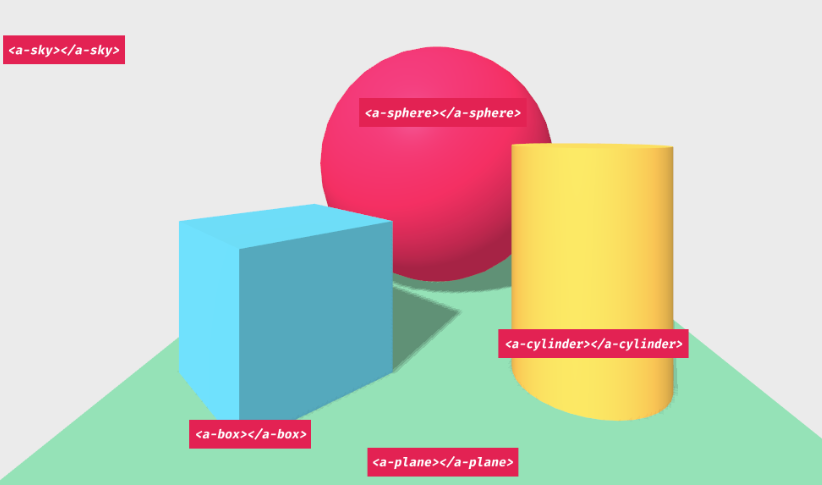 <a-sky></a-sky>
<a-sphere></a-sphere>
<a-cylinder></a-cylinder>
<a-box></a-box>
<a-plane></a-plane>